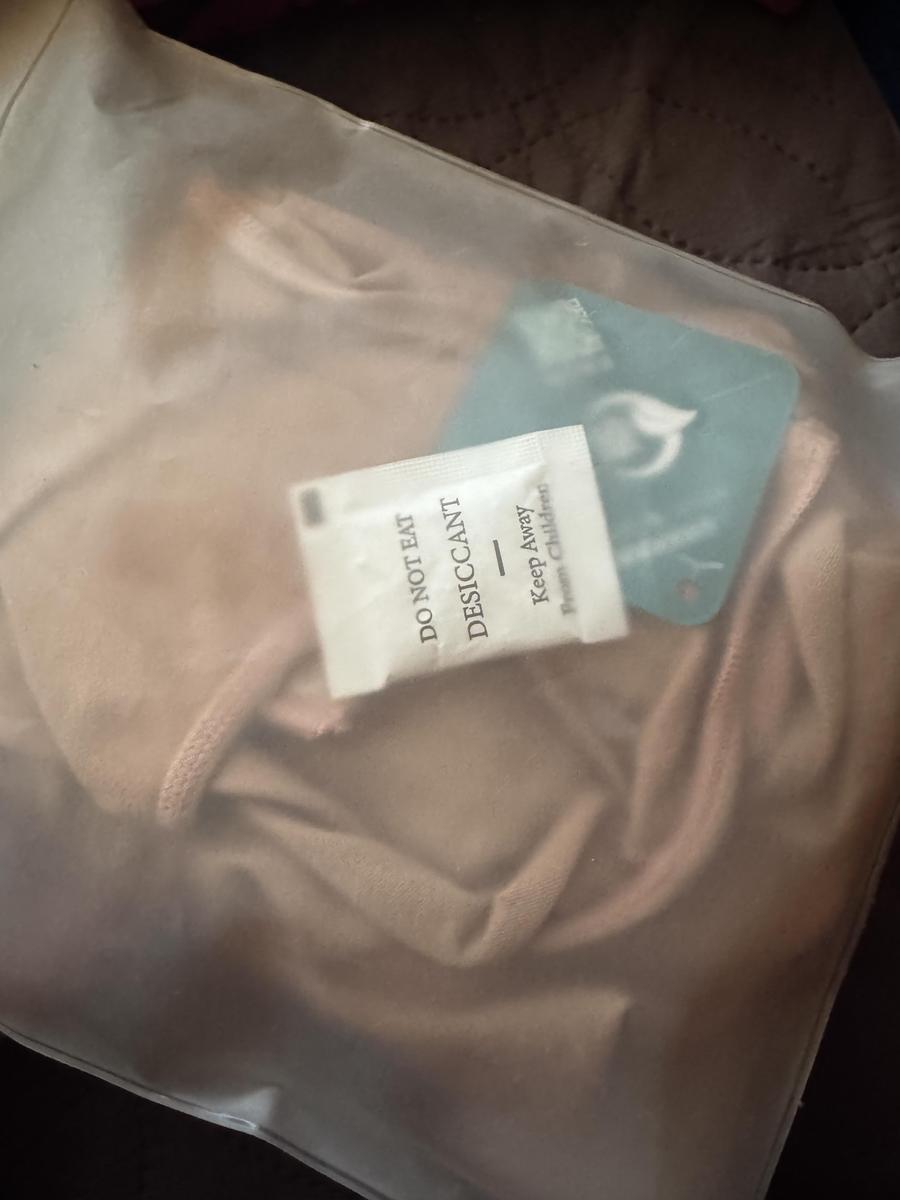 DO NOT EAT
DESICCANT
Keep Away
From Children